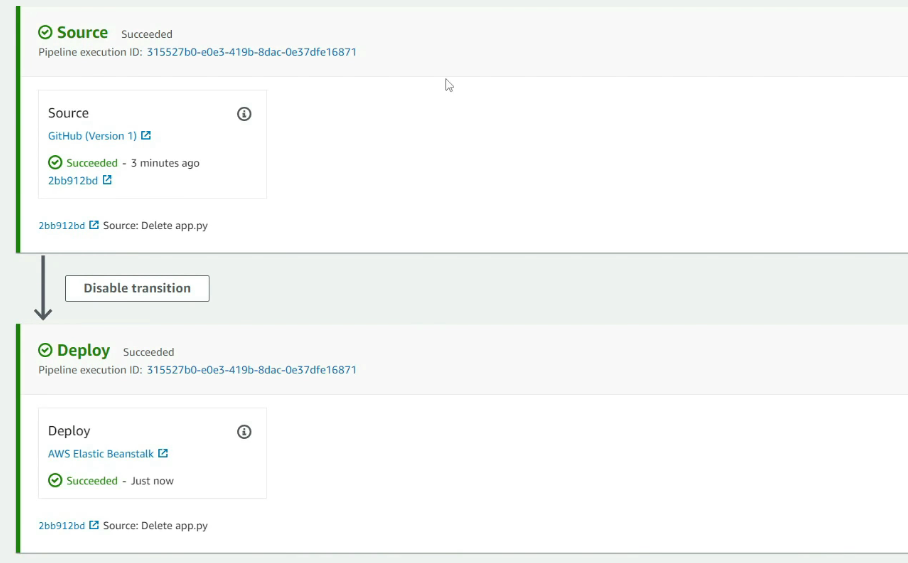 Source Succeeded
Pipeline execution ID: 315527b0-e0e3-419b-8dac-0e37dfe16871
Source
GitHub (Version 1)
Succeeded - 3 minutes ago
2bb912bd
2bb912bd Source: Delete app.py
Disable transition
Deploy Succeeded
Pipeline execution ID: 315527b0-e0e3-419b-8dac-0e37dfe16871
Deploy
AWS Elastic Beanstalk
Succeeded - Just now
2bb912bd Source: Delete app.py